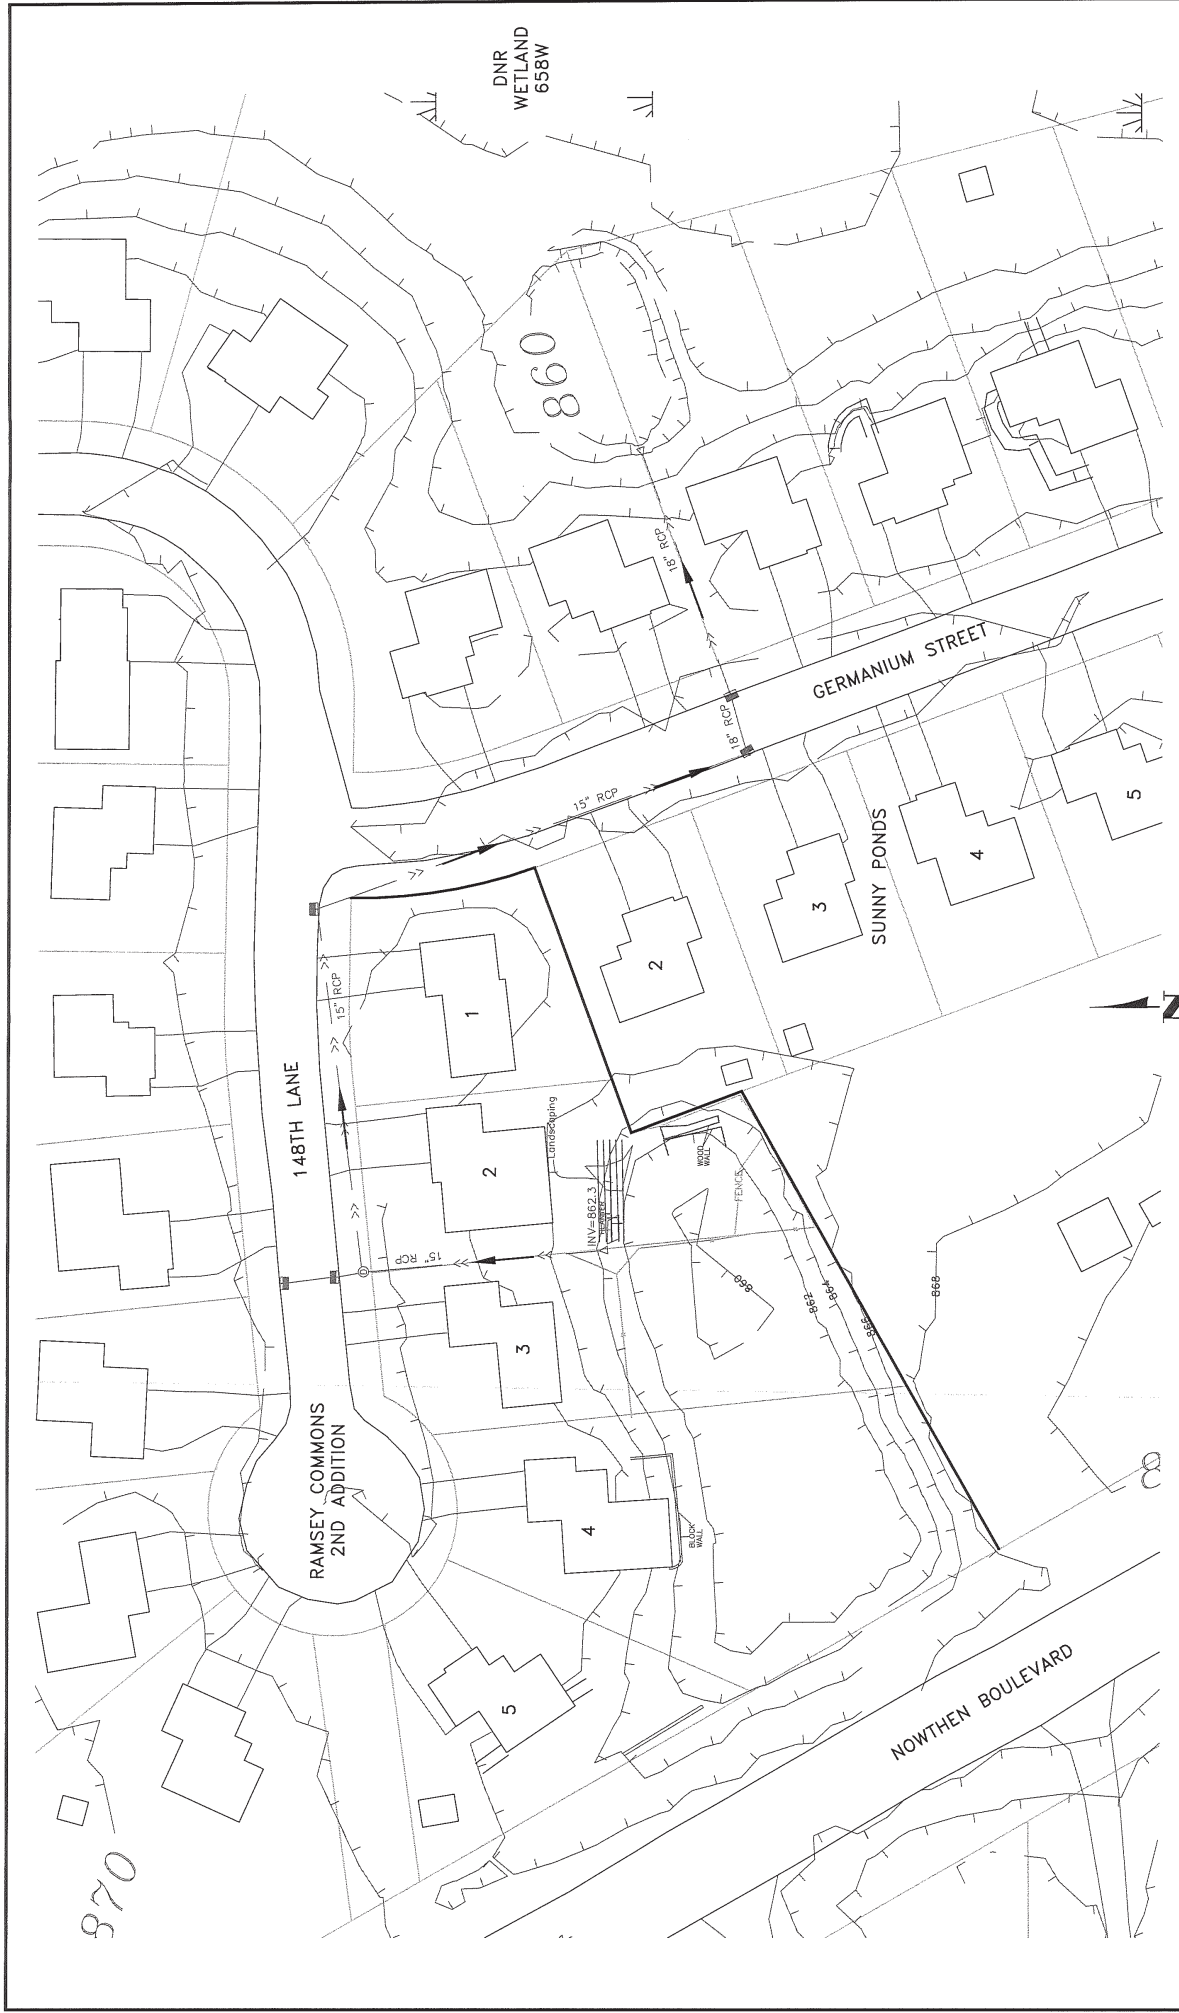 DNR
WETLAND
658W
860
18" RCP
18" RCP
GERMANIUM STREET
15" RCP
15" RCP
148TH LANE
15" RCP
1
2
3
4
5
SUNNY PONDS
2
3
4
5
Landscaping
INV=862.3
WOOD
WALL
FENCE
860
862
864
866
868
BLOCK
WALL
RAMSEY COMMONS
2ND ADDITION
NOWTHEN BOULEVARD
870
8
N